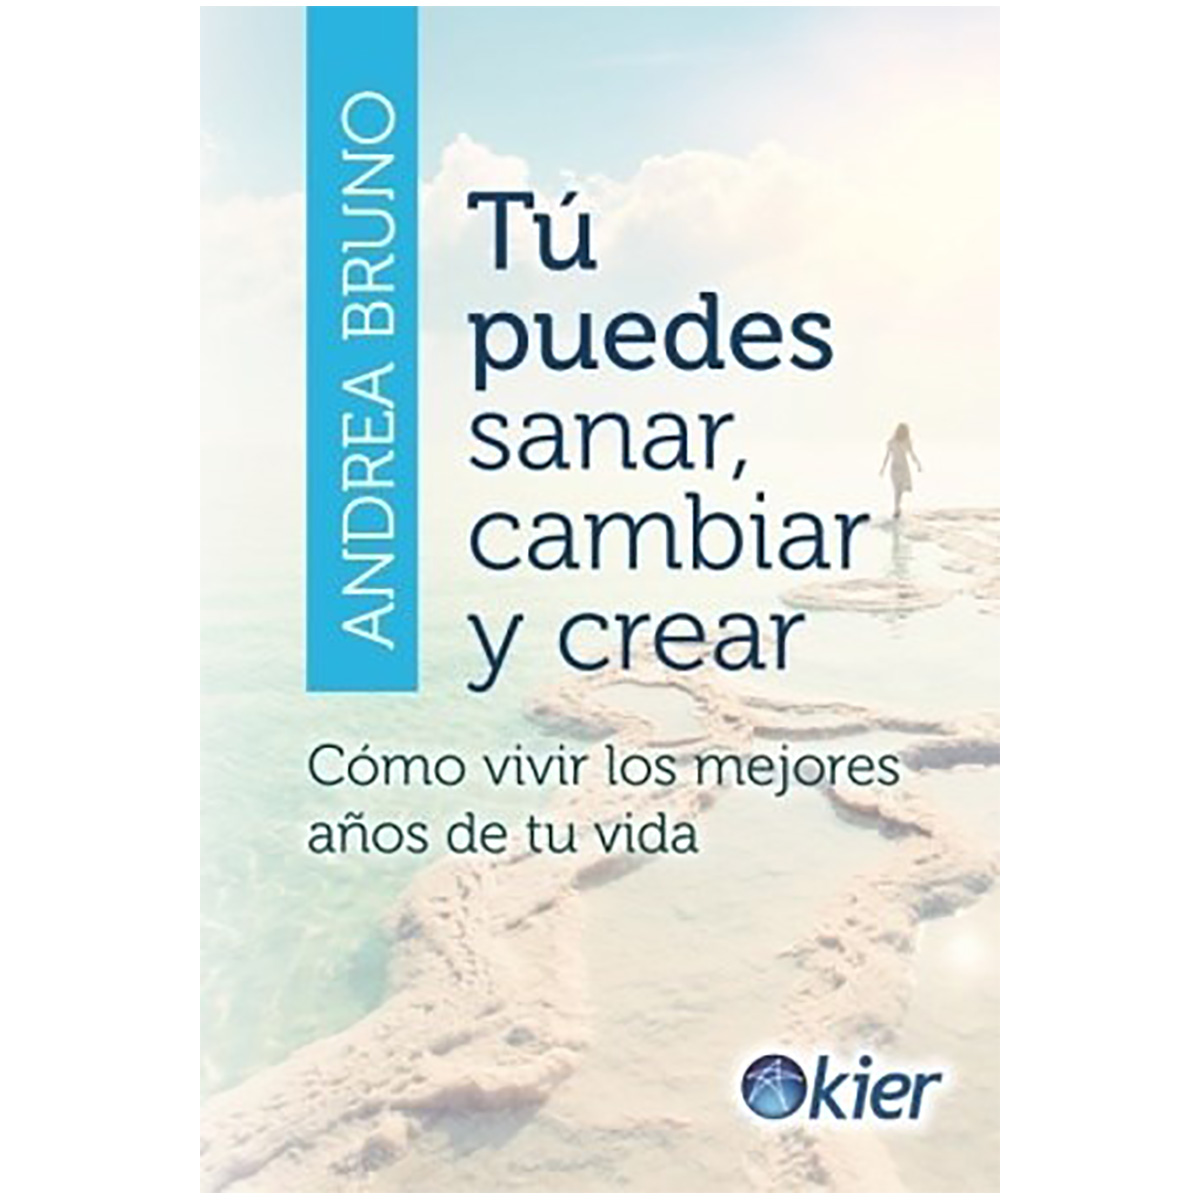 ANDREA BRUNO
Tú
puedes
sanar,
cambiar
y crear
Cómo vivir los mejores
años de tu vida
kier